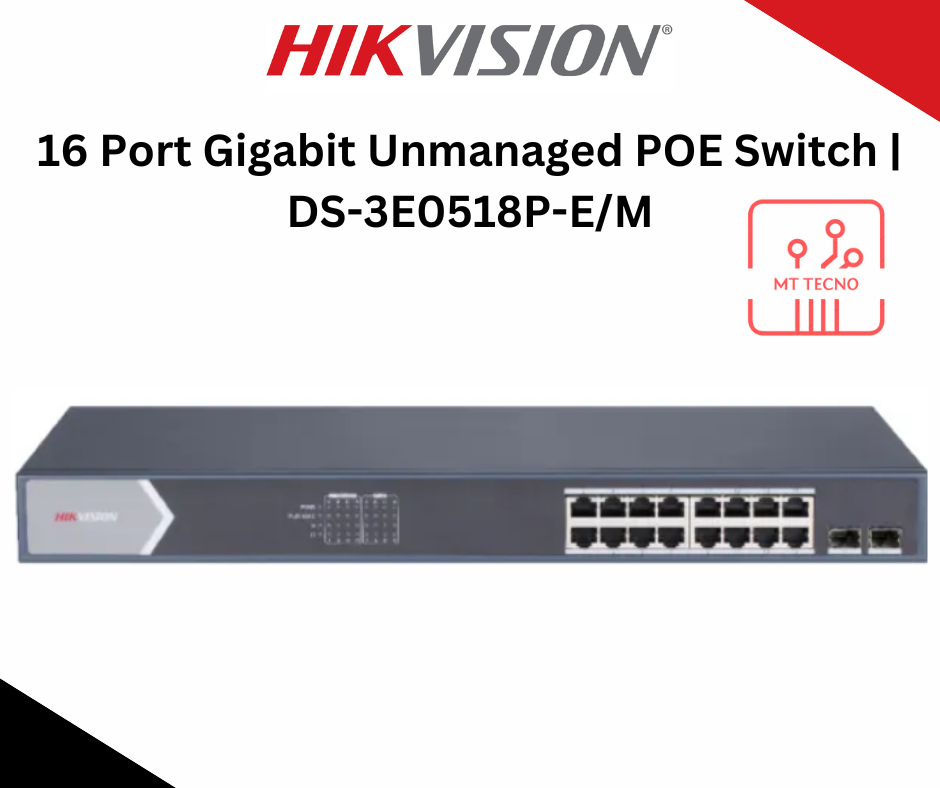 HIKVISION®
16 Port Gigabit Unmanaged POE Switch |
DS-3E0518P-E/M
MT TECNO
HIKVISION